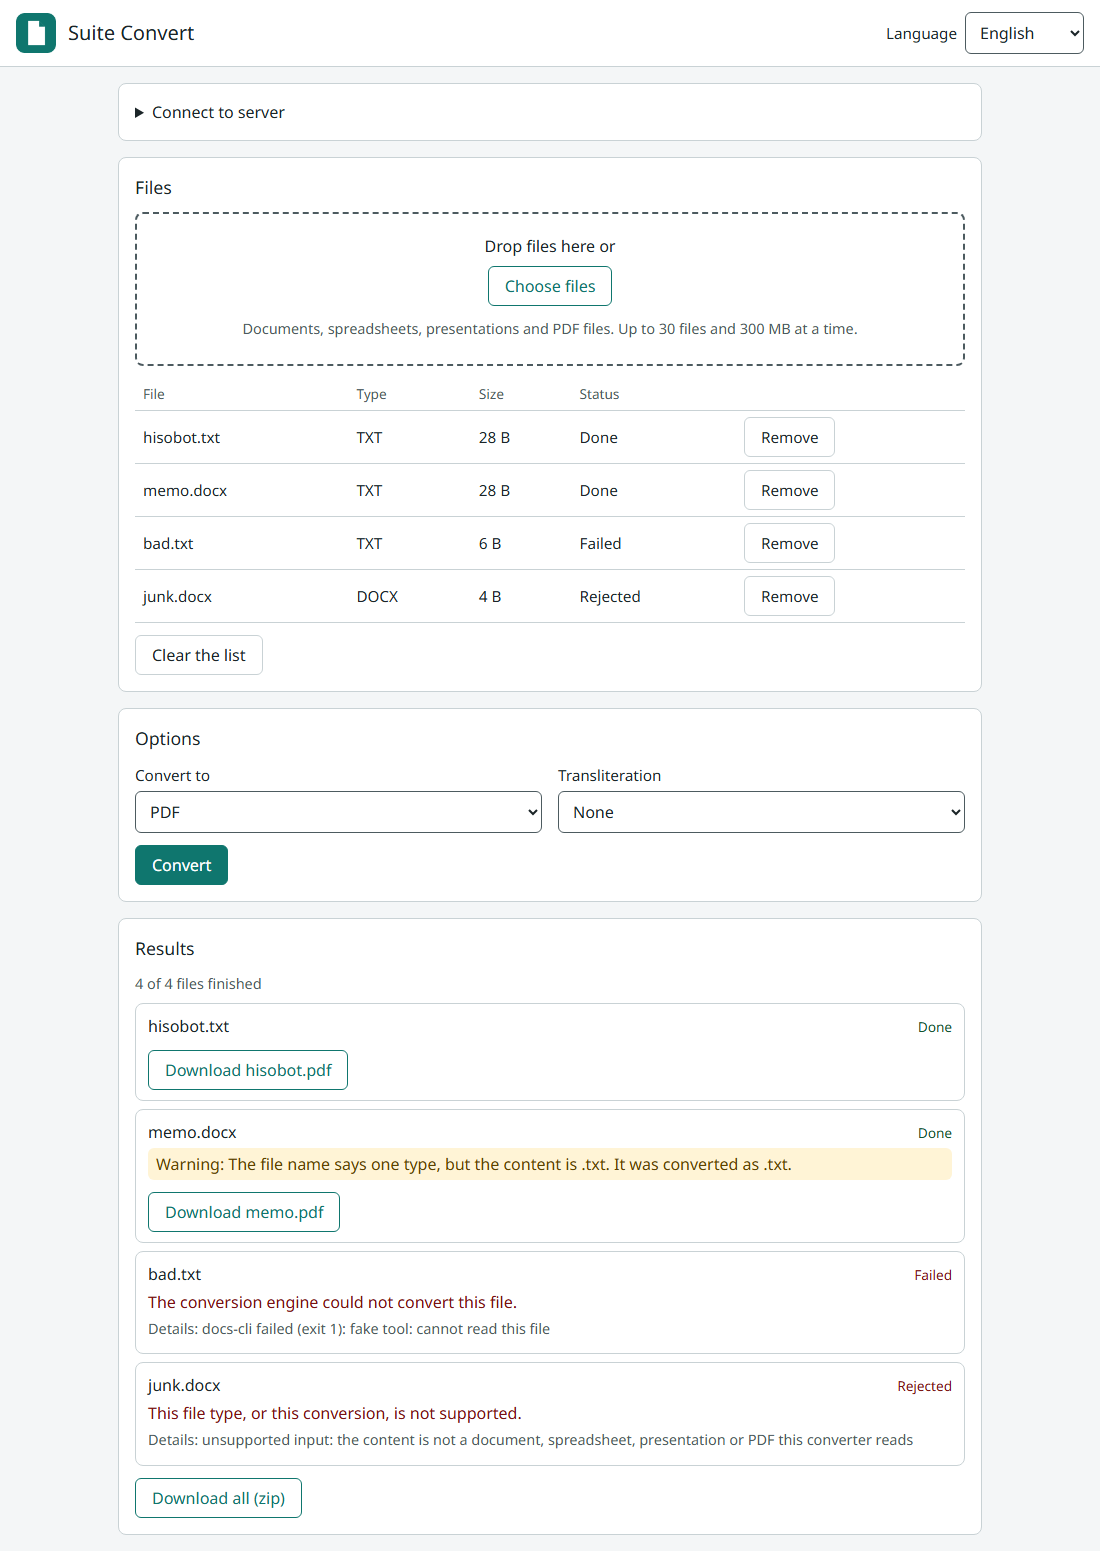 Suite Convert
Language
English
Connect to server
Files
Drop files here or
Choose files
Documents, spreadsheets, presentations and PDF files. Up to 30 files and 300 MB at a time.
File Type Size Status
hisobot.txt TXT 28 B Done Remove
memo.docx TXT 28 B Done Remove
bad.txt TXT 6 B Failed Remove
junk.docx DOCX 4 B Rejected Remove
Clear the list
Options
Convert to Transliteration
PDF None
Convert
Results
4 of 4 files finished
hisobot.txt Done
Download hisobot.pdf
memo.docx Done
Warning: The file name says one type, but the content is .txt. It was converted as .txt.
Download memo.pdf
bad.txt Failed
The conversion engine could not convert this file.
Details: docs-cli failed (exit 1): fake tool: cannot read this file
junk.docx Rejected
This file type, or this conversion, is not supported.
Details: unsupported input: the content is not a document, spreadsheet, presentation or PDF this converter reads
Download all (zip)